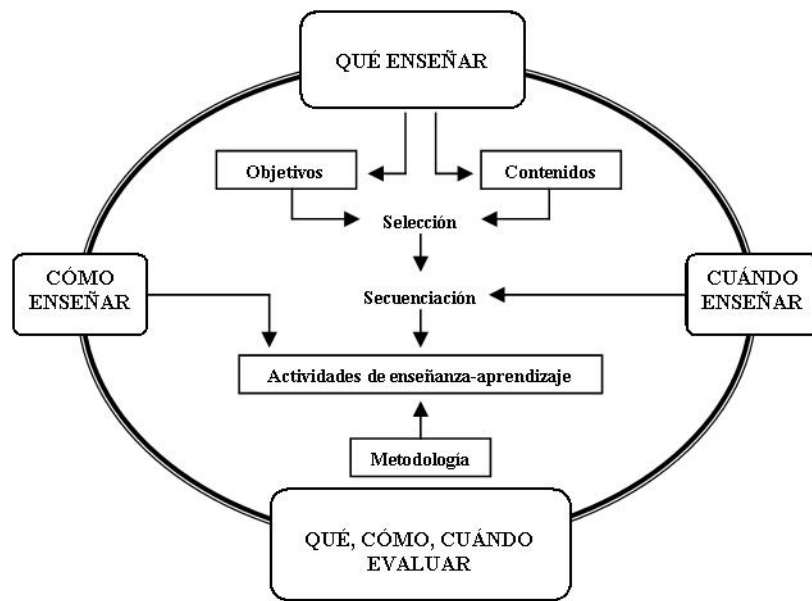 QUÉ ENSEÑAR
Objetivos
Contenidos
Selección
CÓMO
ENSEÑAR
CUÁNDO
ENSEÑAR
Secuenciación
Actividades de enseñanza-aprendizaje
Metodología
QUÉ, CÓMO, CUÁNDO
EVALUAR